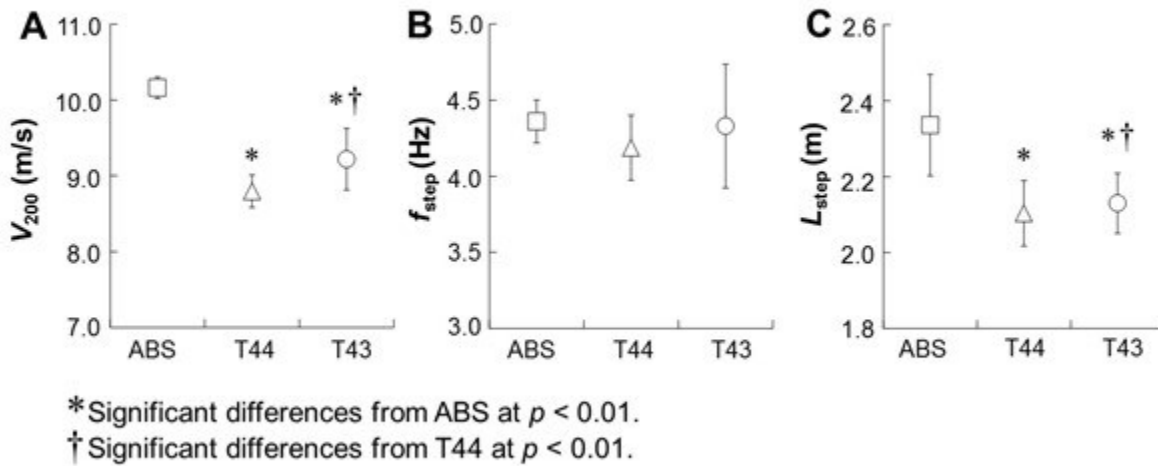 A
V200 (m/s)
11.0
10.0
9.0
8.0
7.0
ABS T44 T43
*
*†
B
fstep (Hz)
5.0
4.5
4.0
4.5
3.0
ABS T44 T43
C
Lstep (m)
2.6
2.4
2.2
2.0
1.8
ABS T44 T43
*
*†
*Significant differences from ABS at p < 0.01.
†Significant differences from T44 at p < 0.01.